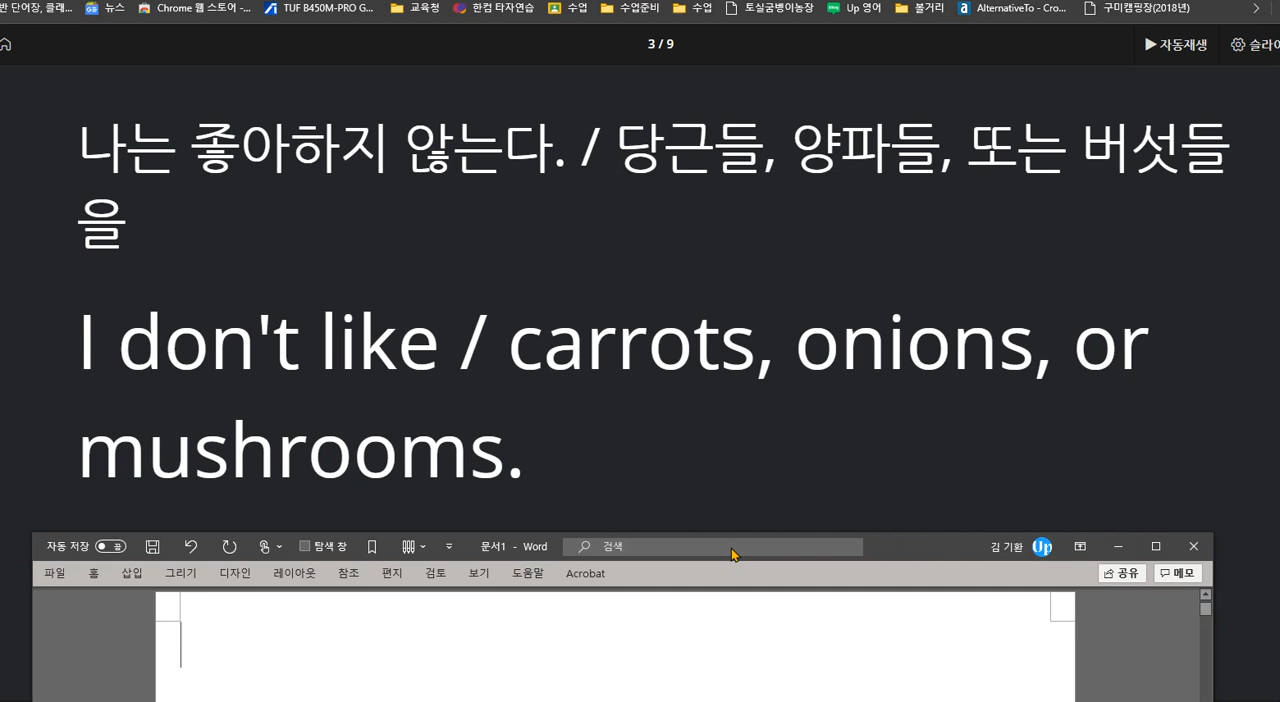 반 단어장, 클래... 뉴스 Chrome 웹 스토어 -... TUF B450M-PRO G... 교육청 한컴 타자연습 수업 수업준비 수업 토실굼벵이농장 Up 영어 볼거리 AlternativeTo - Cro... 구미캠핑장(2018년)
3 / 9 자동재생 슬라이
나는 좋아하지 않는다. / 당근들, 양파들, 또는 버섯들
을
I don't like / carrots, onions, or
mushrooms.
자동 저장 끔 탐색 창 문서1 - Word 검색 김 기환 Up
파일 홈 삽입 그리기 디자인 레이아웃 참조 편지 검토 보기 도움말 Acrobat 공유 메모